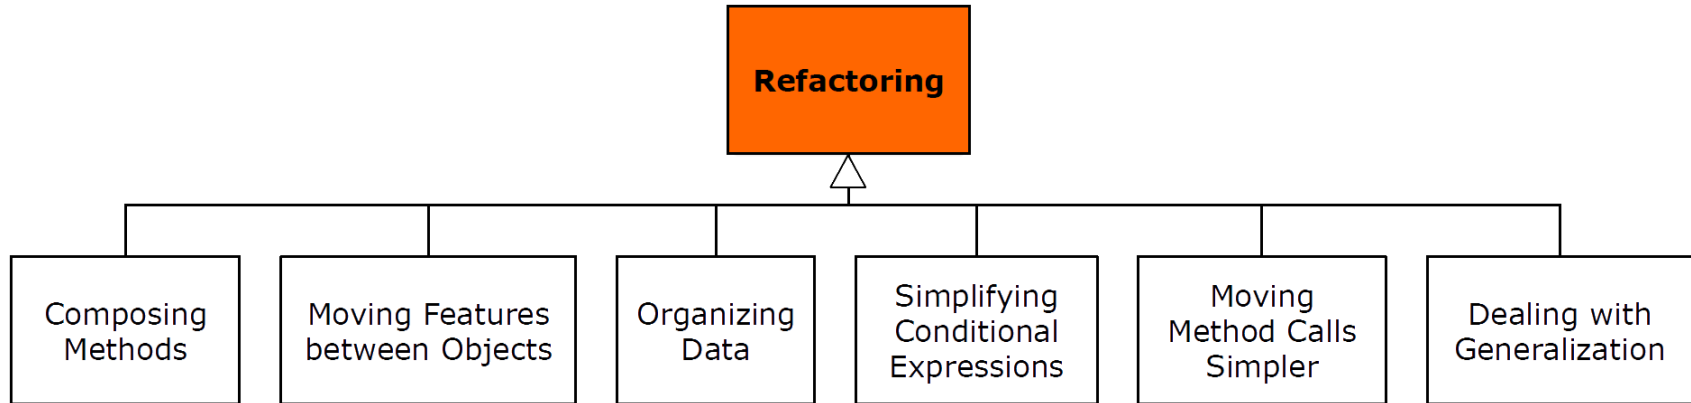 Refactoring
Composing
Methods
Moving Features
between Objects
Organizing
Data
Simplifying
Conditional
Expressions
Moving
Method Calls
Simpler
Dealing with
Generalization